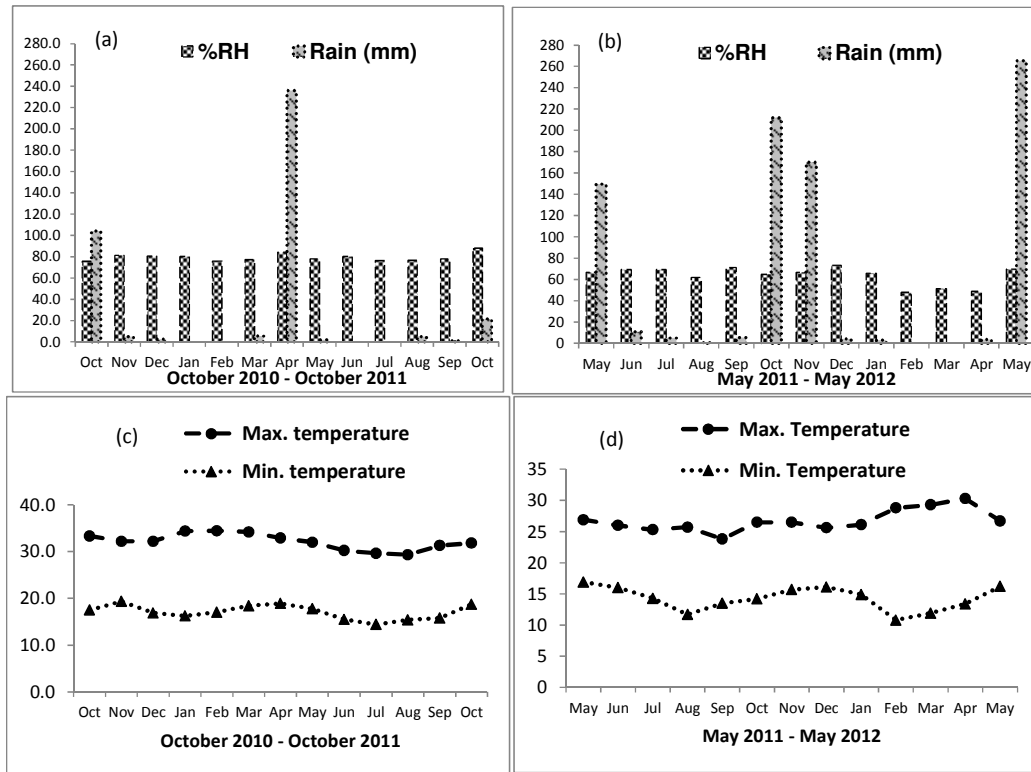 (a)
%RH Rain (mm)
280.0
260.0
240.0
220.0
200.0
180.0
160.0
140.0
120.0
100.0
80.0
60.0
40.0
20.0
0.0
Oct Nov Dec Jan Feb Mar Apr May Jun Jul Aug Sep Oct
October 2010 - October 2011
(b)
%RH Rain (mm)
280
260
240
220
200
180
160
140
120
100
80
60
40
20
0
May Jun Jul Aug Sep Oct Nov Dec Jan Feb Mar Apr May
May 2011 - May 2012
(c)
Max. temperature
Min. temperature
40.0
30.0
20.0
10.0
0.0
Oct Nov Dec Jan Feb Mar Apr May Jun Jul Aug Sep Oct
October 2010 - October 2011
(d)
Max. Temperature
Min. Temperature
35
30
25
20
15
10
5
0
May Jun Jul Aug Sep Oct Nov Dec Jan Feb Mar Apr May
May 2011 - May 2012